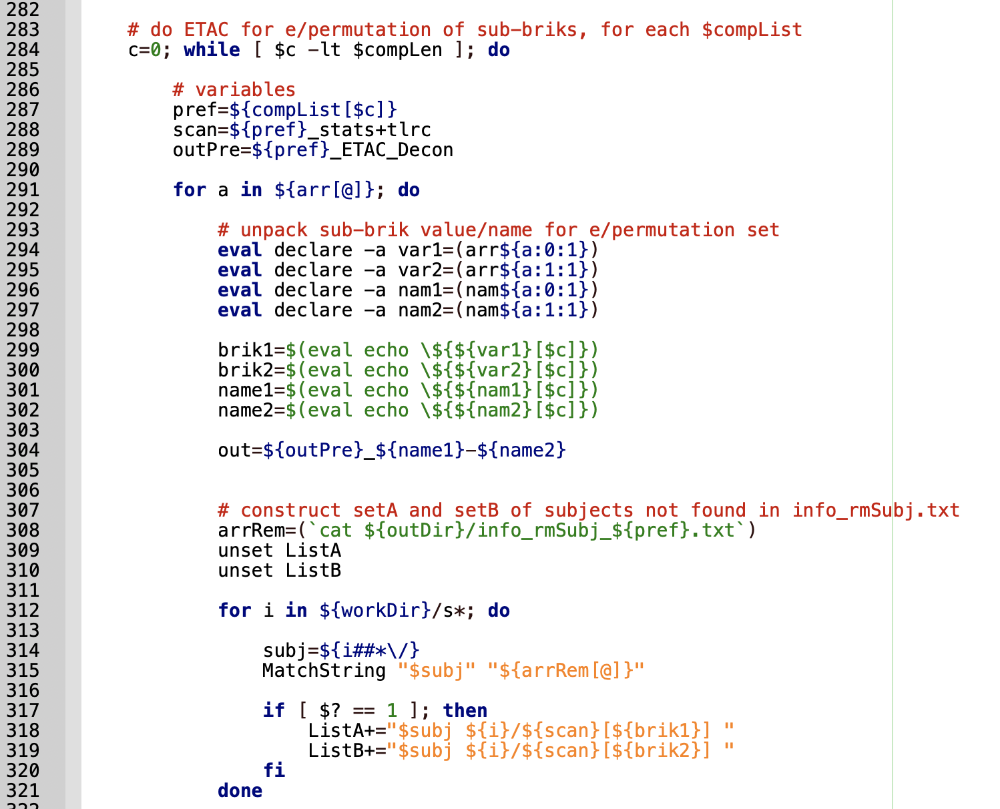 282
283 # do ETAC for e/permutation of sub-briks, for each $compList
284 c=0; while [ $c -lt $compLen ]; do
285
286 # variables
287 pref=${compList[$c]}
288 scan=${pref}_stats+tlrc
289 outPre=${pref}_ETAC_Decon
290
291 for a in ${arr[@]}; do
292
293 # unpack sub-brik value/name for e/permutation set
294 eval declare -a var1=(arr${a:0:1})
295 eval declare -a var2=(arr${a:1:1})
296 eval declare -a nam1=(nam${a:0:1})
297 eval declare -a nam2=(nam${a:1:1})
298
299 brik1=$(eval echo \${${var1}[$c]})
300 brik2=$(eval echo \${${var2}[$c]})
301 name1=$(eval echo \${${nam1}[$c]})
302 name2=$(eval echo \${${nam2}[$c]})
303
304 out=${outPre}_${name1}-${name2}
305
306
307 # construct setA and setB of subjects not found in info_rmSubj.txt
308 arrRem=(`cat ${outDir}/info_rmSubj_${pref}.txt`)
309 unset ListA
310 unset ListB
311
312 for i in ${workDir}/s*; do
313
314 subj=${i##*\/}
315 MatchString "$subj" "${arrRem[@]}"
316
317 if [ $? == 1 ]; then
318 ListA+="$subj ${i}/${scan}[${brik1}] "
319 ListB+="$subj ${i}/${scan}[${brik2}] "
320 fi
321 done
322